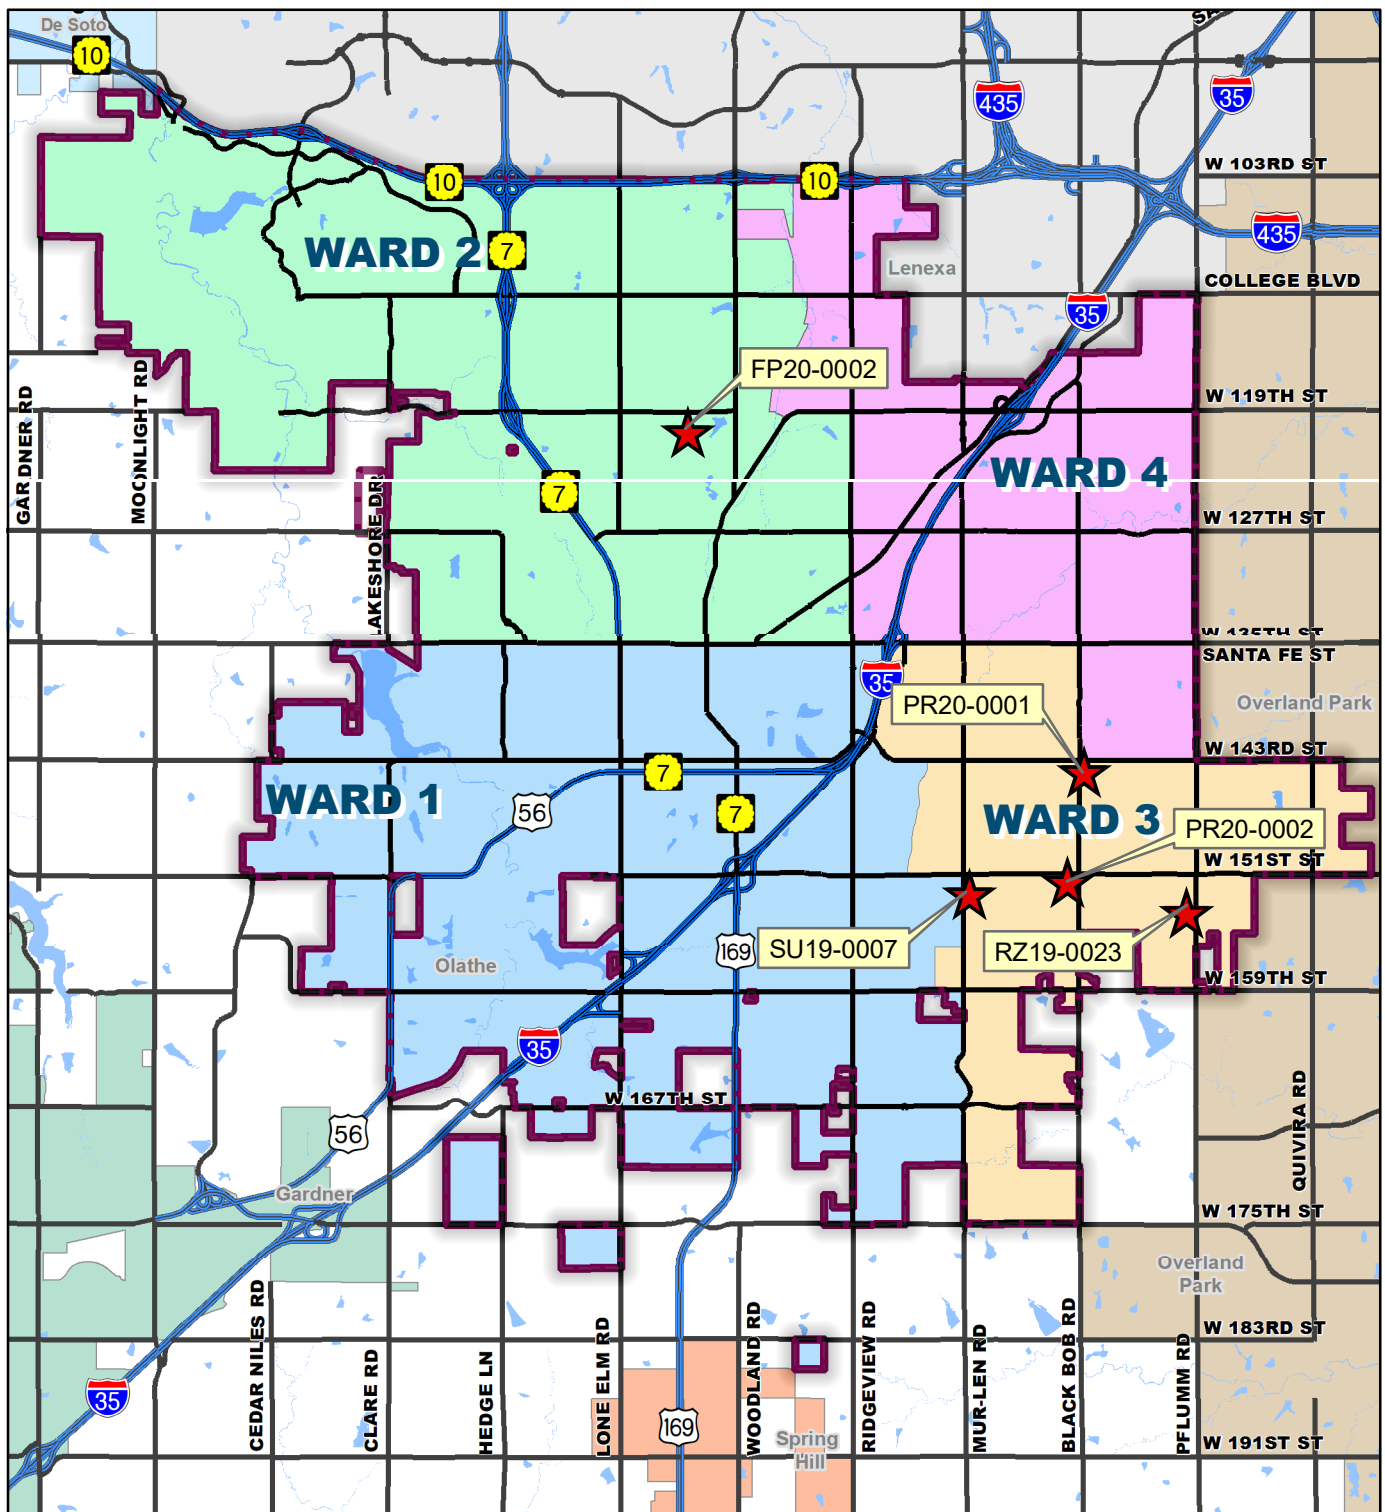 De Soto
10
435
35
W 103RD ST
10
10
435
WARD 2
7
Lenexa
COLLEGE BLVD
35
FP20-0002
W 119TH ST
GARDNER RD
MOONLIGHT RD
WARD 4
7
LAKESHORE DR
W 127TH ST
W 135TH ST
SANTA FE ST
35
PR20-0001
Overland Park
W 143RD ST
7
WARD 1
56
7
WARD 3
PR20-0002
W 151ST ST
SU19-0007
169
RZ19-0023
Olathe
W 159TH ST
35
W 167TH ST
56
QUIVIRA RD
Gardner
W 175TH ST
Overland
Park
CEDAR NILES RD
CLARE RD
HEDGE LN
LONE ELM RD
WOODLAND RD
RIDGEVIEW RD
MUR-LEN RD
BLACK BOB RD
PFLUMM RD
W 183RD ST
35
169
Spring
Hill
W 191ST ST